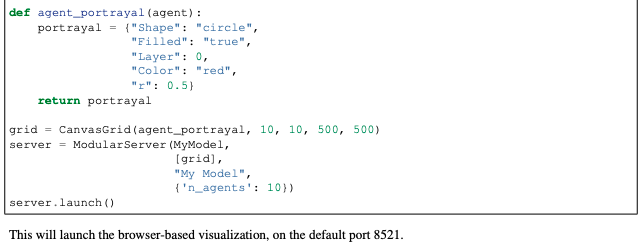 def agent_portrayal(agent):
    portrayal = {"Shape": "circle",
                 "Filled": "true",
                 "Layer": 0,
                 "Color": "red",
                 "r": 0.5}
    return portrayal

grid = CanvasGrid(agent_portrayal, 10, 10, 500, 500)
server = ModularServer(MyModel,
                       [grid],
                       "My Model",
                       {'n_agents': 10})
server.launch()
This will launch the browser-based visualization, on the default port 8521.